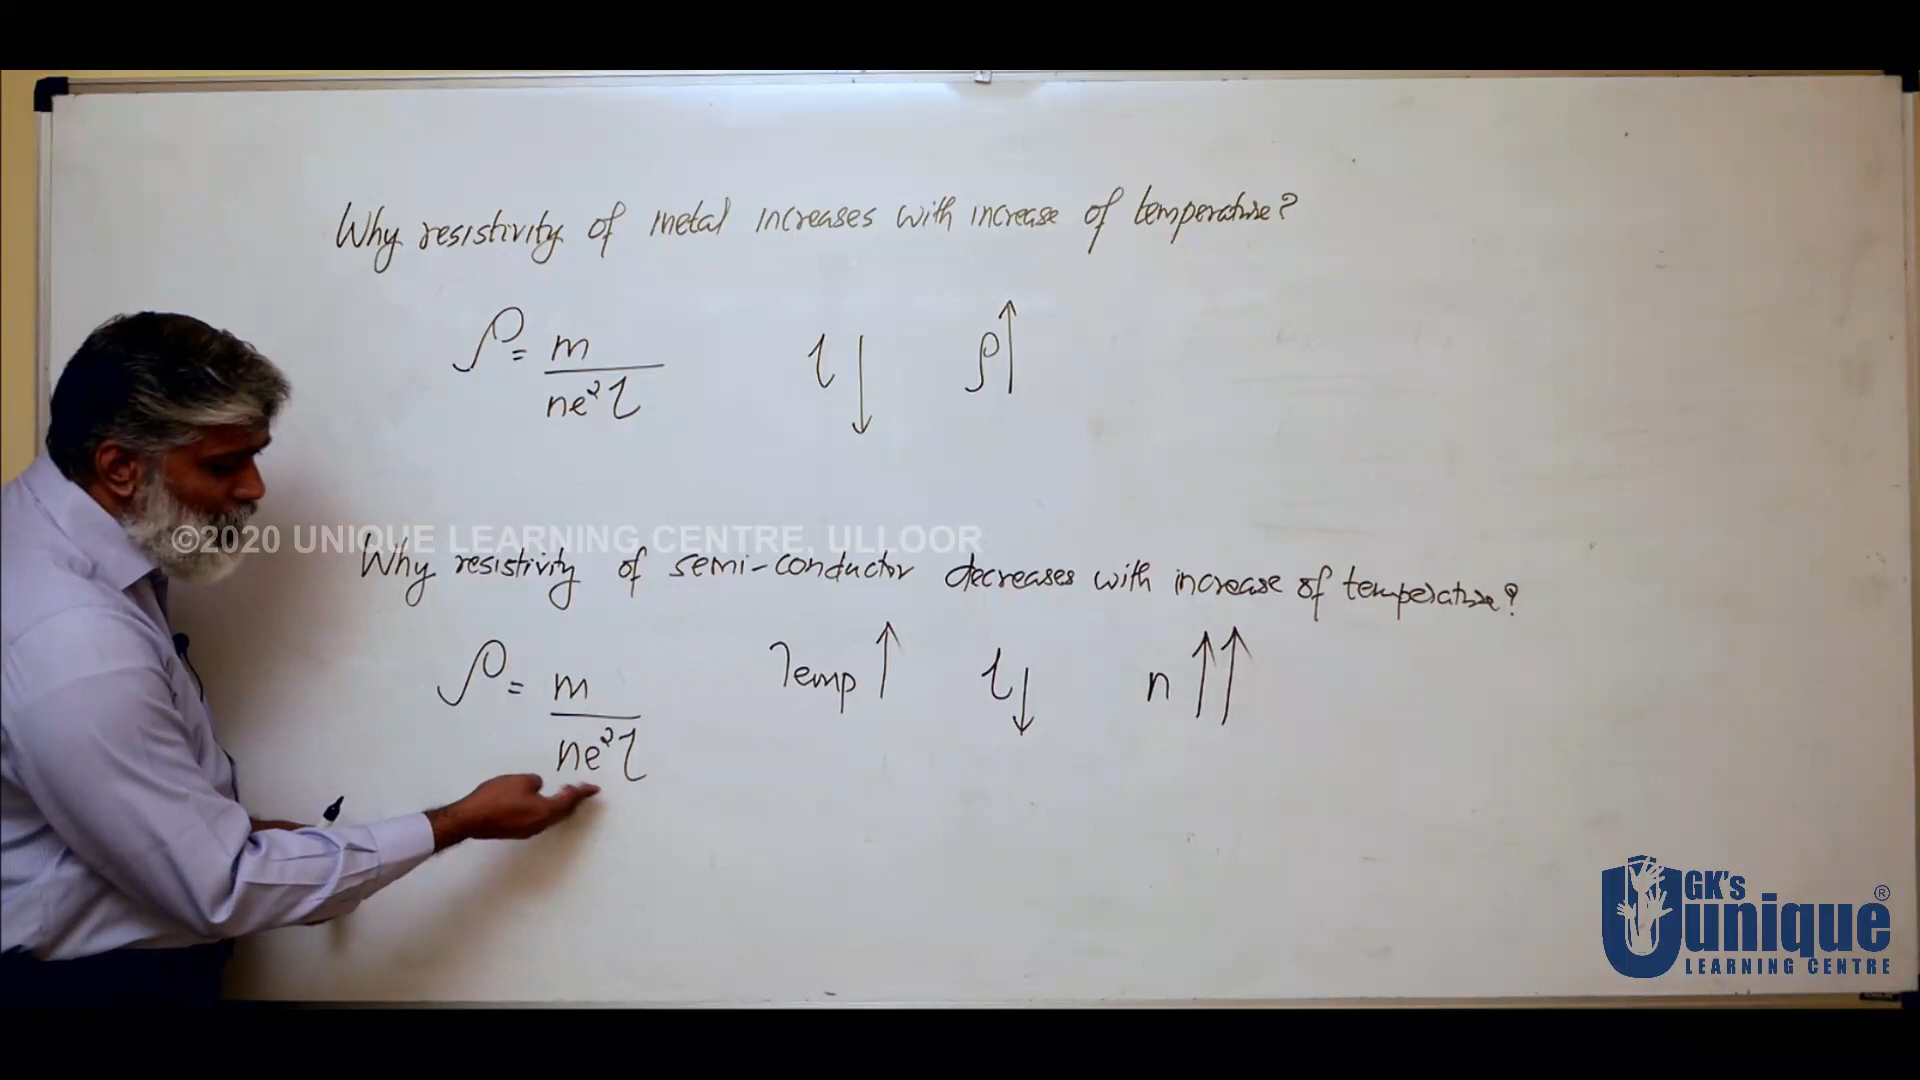 Why resistivity of metal increases with increase of temperature?
ρ = m / ne²τ   τ ↓   ρ ↑
©2020 UNIQUE LEARNING CENTRE, ULLOOR
Why resistivity of semi-conductor decreases with increase of temperature?
ρ = m / ne²τ   Temp ↑   τ ↓   n ↑↑
GK's
unique ®
LEARNING CENTRE